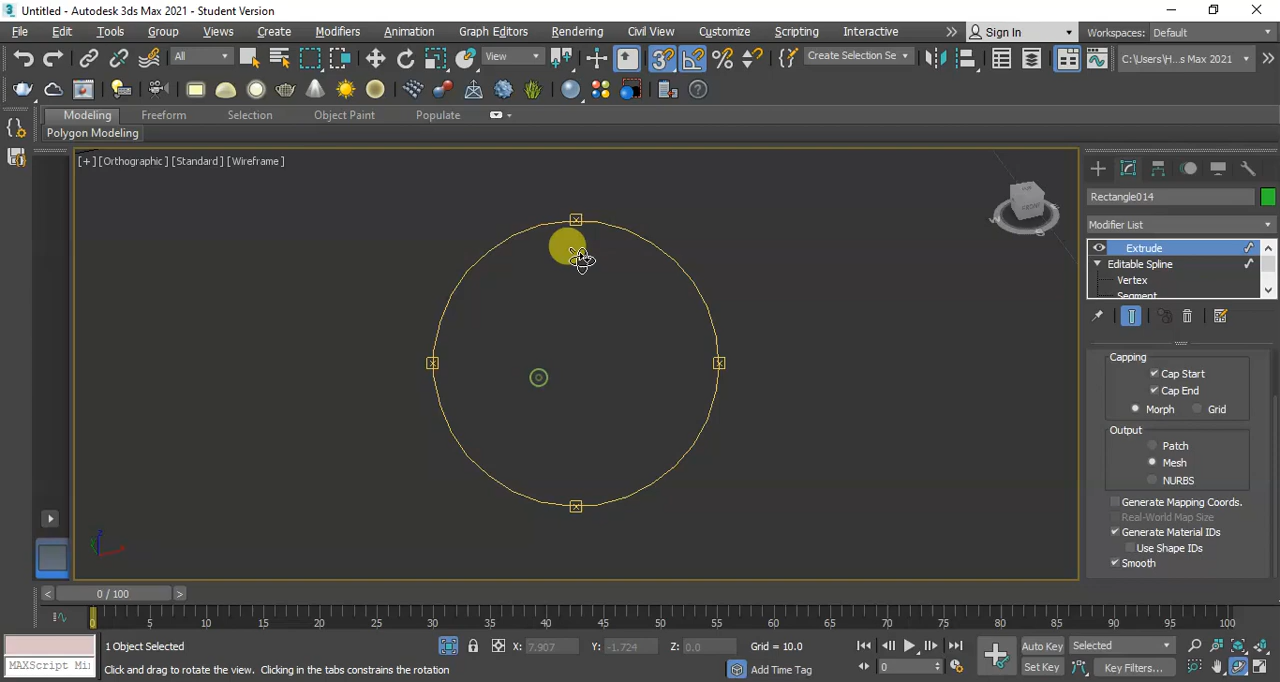 Untitled - Autodesk 3ds Max 2021 - Student Version
File Edit Tools Group Views Create Modifiers Animation Graph Editors Rendering Civil View Customize Scripting Interactive Sign In Workspaces: Default
All View Create Selection Se C:\Users\H...s Max 2021
Modeling Freeform Selection Object Paint Populate
Polygon Modeling
[+] [Orthographic] [Standard] [Wireframe]
FRONT
Rectangle014
Modifier List
Extrude
Editable Spline
Vertex
Segment
Capping
Cap Start
Cap End
Morph Grid
Output
Patch
Mesh
NURBS
Generate Mapping Coords.
Real-World Map Size
Generate Material IDs
Use Shape IDs
Smooth
< 0 / 100 >
0 5 10 15 20 25 30 35 40 45 50 55 60 65 70 75 80 85 90 95 100
1 Object Selected X: 7.907 Y: -1.724 Z: 0.0 Grid = 10.0 Auto Key Selected
MAXScript Mi: Click and drag to rotate the view. Clicking in the tabs constrains the rotation Add Time Tag 0 Set Key Key Filters...